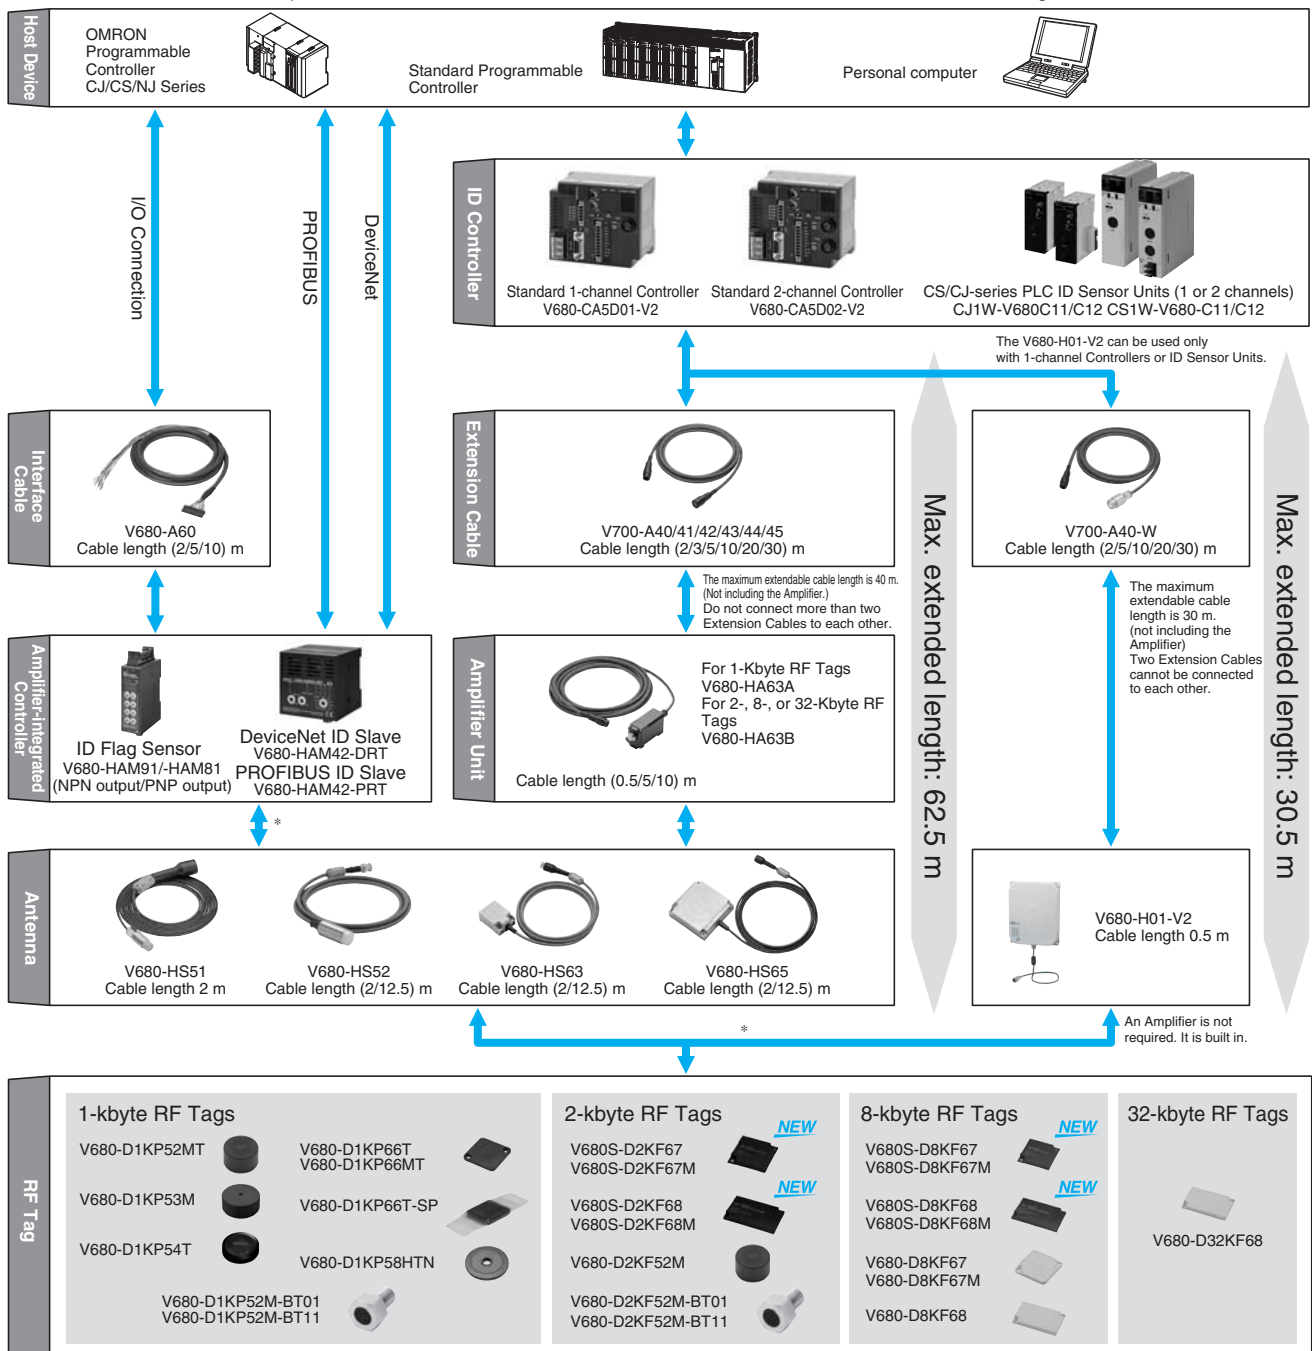 Host Device
OMRON
Programmable
Controller
CJ/CS/NJ Series
Standard Programmable
Controller
Personal computer
I/O Connection
PROFIBUS
DeviceNet
ID Controller
Standard 1-channel Controller
V680-CA5D01-V2
Standard 2-channel Controller
V680-CA5D02-V2
CS/CJ-series PLC ID Sensor Units (1 or 2 channels)
CJ1W-V680C11/C12 CS1W-V680-C11/C12
The V680-H01-V2 can be used only
with 1-channel Controllers or ID Sensor Units.
Interface
Cable
V680-A60
Cable length (2/5/10) m
Extension Cable
V700-A40/41/42/43/44/45
Cable length (2/3/5/10/20/30) m
V700-A40-W
Cable length (2/5/10/20/30) m
Max. extended length: 62.5 m
Max. extended length: 30.5 m
The maximum extendable cable length is 40 m.
(Not including the Amplifier.)
Do not connect more than two
Extension Cables to each other.
The maximum
extendable cable
length is 30 m.
(not including the
Amplifier)
Two Extension Cables
cannot be connected
to each other.
Amplifier-integrated
Controller
ID Flag Sensor
V680-HAM91/-HAM81
(NPN output/PNP output)
DeviceNet ID Slave
V680-HAM42-DRT
PROFIBUS ID Slave
V680-HAM42-PRT
Amplifier Unit
For 1-Kbyte RF Tags
V680-HA63A
For 2-, 8-, or 32-Kbyte RF
Tags
V680-HA63B
Cable length (0.5/5/10) m
*
Antenna
V680-HS51
Cable length 2 m
V680-HS52
Cable length (2/12.5) m
V680-HS63
Cable length (2/12.5) m
V680-HS65
Cable length (2/12.5) m
V680-H01-V2
Cable length 0.5 m
*
An Amplifier is not
required. It is built in.
RF Tag
1-kbyte RF Tags
V680-D1KP52MT
V680-D1KP53M
V680-D1KP54T
V680-D1KP66T
V680-D1KP66MT
V680-D1KP66T-SP
V680-D1KP58HTN
V680-D1KP52M-BT01
V680-D1KP52M-BT11
2-kbyte RF Tags
NEW
V680S-D2KF67
V680S-D2KF67M
NEW
V680S-D2KF68
V680S-D2KF68M
V680-D2KF52M
V680-D2KF52M-BT01
V680-D2KF52M-BT11
8-kbyte RF Tags
NEW
V680S-D8KF67
V680S-D8KF67M
NEW
V680S-D8KF68
V680S-D8KF68M
V680-D8KF67
V680-D8KF67M
V680-D8KF68
32-kbyte RF Tags
V680-D32KF68